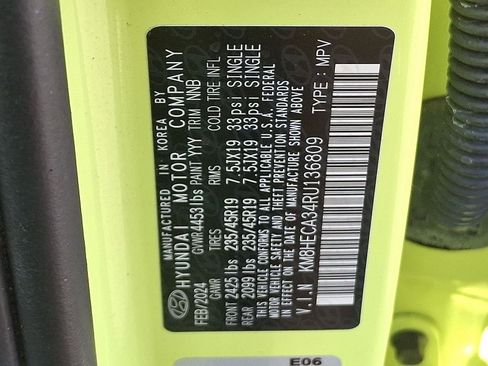 MANUFACTURED IN KOREA BY
HYUNDAI MOTOR COMPANY
FEB/2024 GVWR4453lbs PAINT YYY TRIM NNB
GAWR TIRES RIMS COLD TIRE INFL
FRONT 2425 lbs 235/45R19 7.5JX19 33psi SINGLE
REAR 2099 lbs 235/45R19 7.5JX19 33psi SINGLE
THIS VEHICLE CONFORMS TO ALL APPLICABLE U.S.A. FEDERAL
MOTOR VEHICLE SAFETY, BUMPER, AND THEFT
PREVENTION STANDARDS IN EFFECT ON THE DATE OF MANUFACTURE SHOWN ABOVE
V.I.N KM8HECA34RU136809 TYPE: MPV
E06